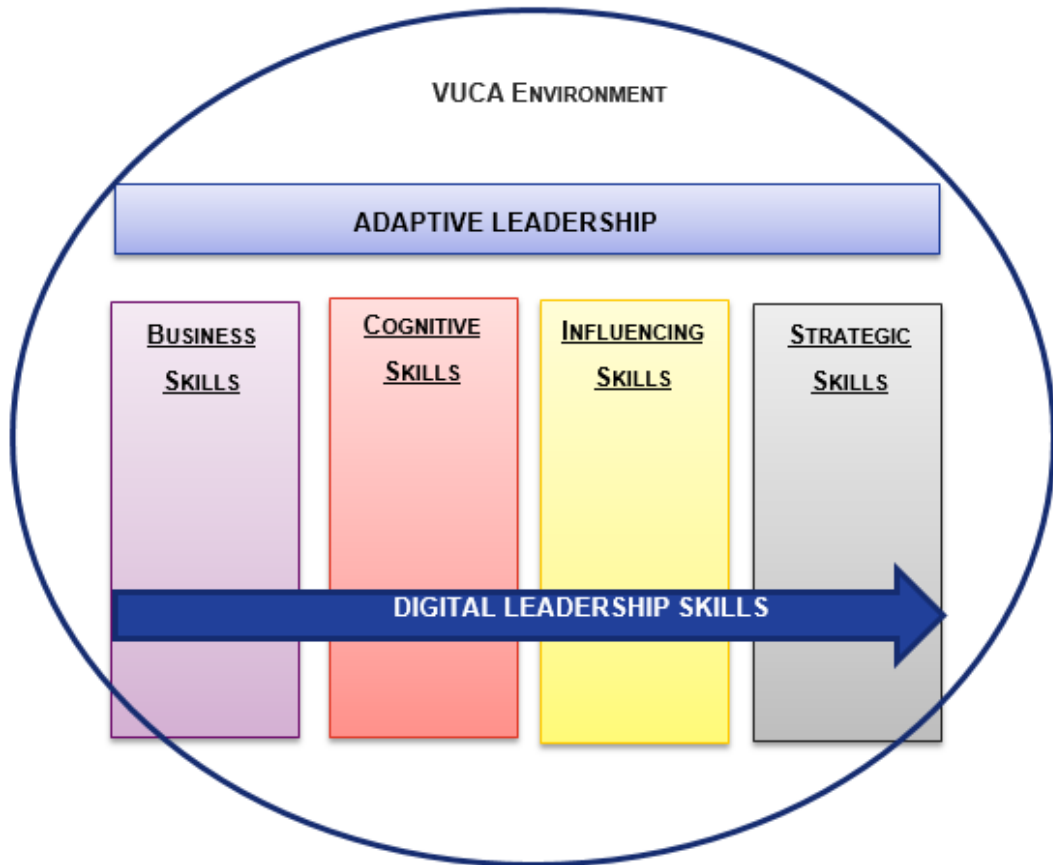 VUCA ENVIRONMENT
ADAPTIVE LEADERSHIP
BUSINESS
SKILLS
COGNITIVE
SKILLS
INFLUENCING
SKILLS
STRATEGIC
SKILLS
DIGITAL LEADERSHIP SKILLS